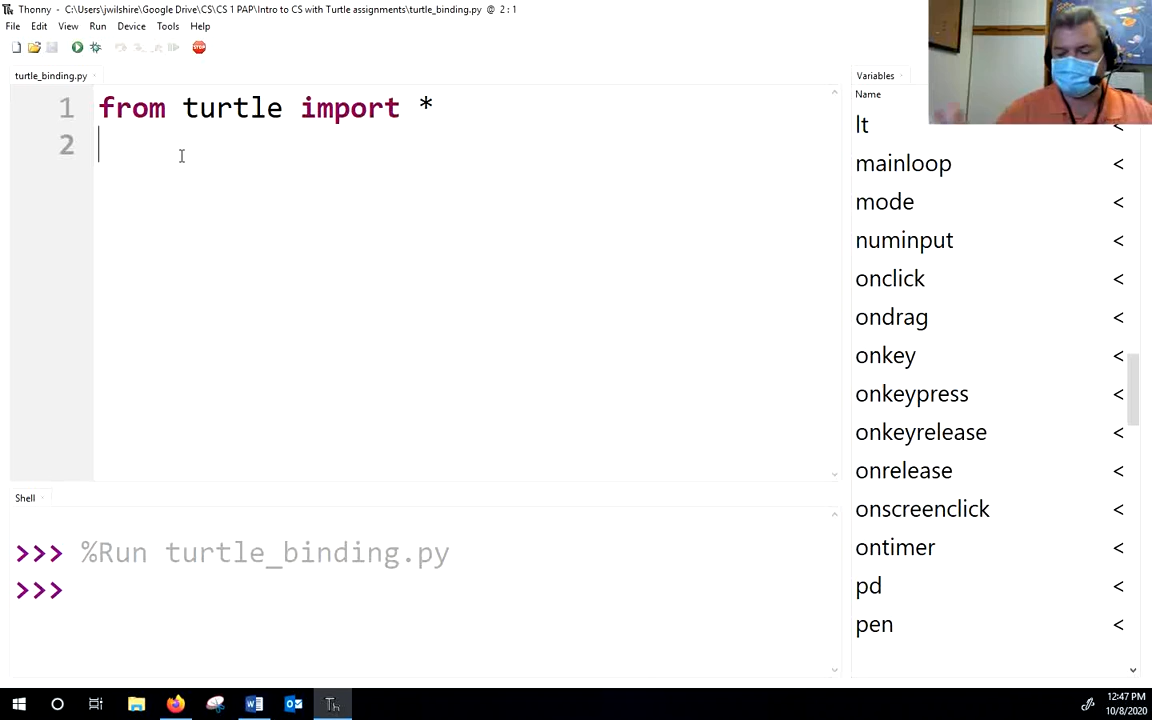 Thonny - C:\Users\jwilshire\Google Drive\CS\CS 1 PAP\Intro to CS with Turtle assignments\turtle_binding.py @ 2 : 1
File Edit View Run Device Tools Help
STOP
turtle_binding.py
1 from turtle import *
2
Shell
>>> %Run turtle_binding.py
>>>
Variables
Name
lt <
mainloop <
mode <
numinput <
onclick <
ondrag <
onkey <
onkeypress <
onkeyrelease <
onrelease <
onscreenclick <
ontimer <
pd <
pen <
Th
12:47 PM
10/8/2020